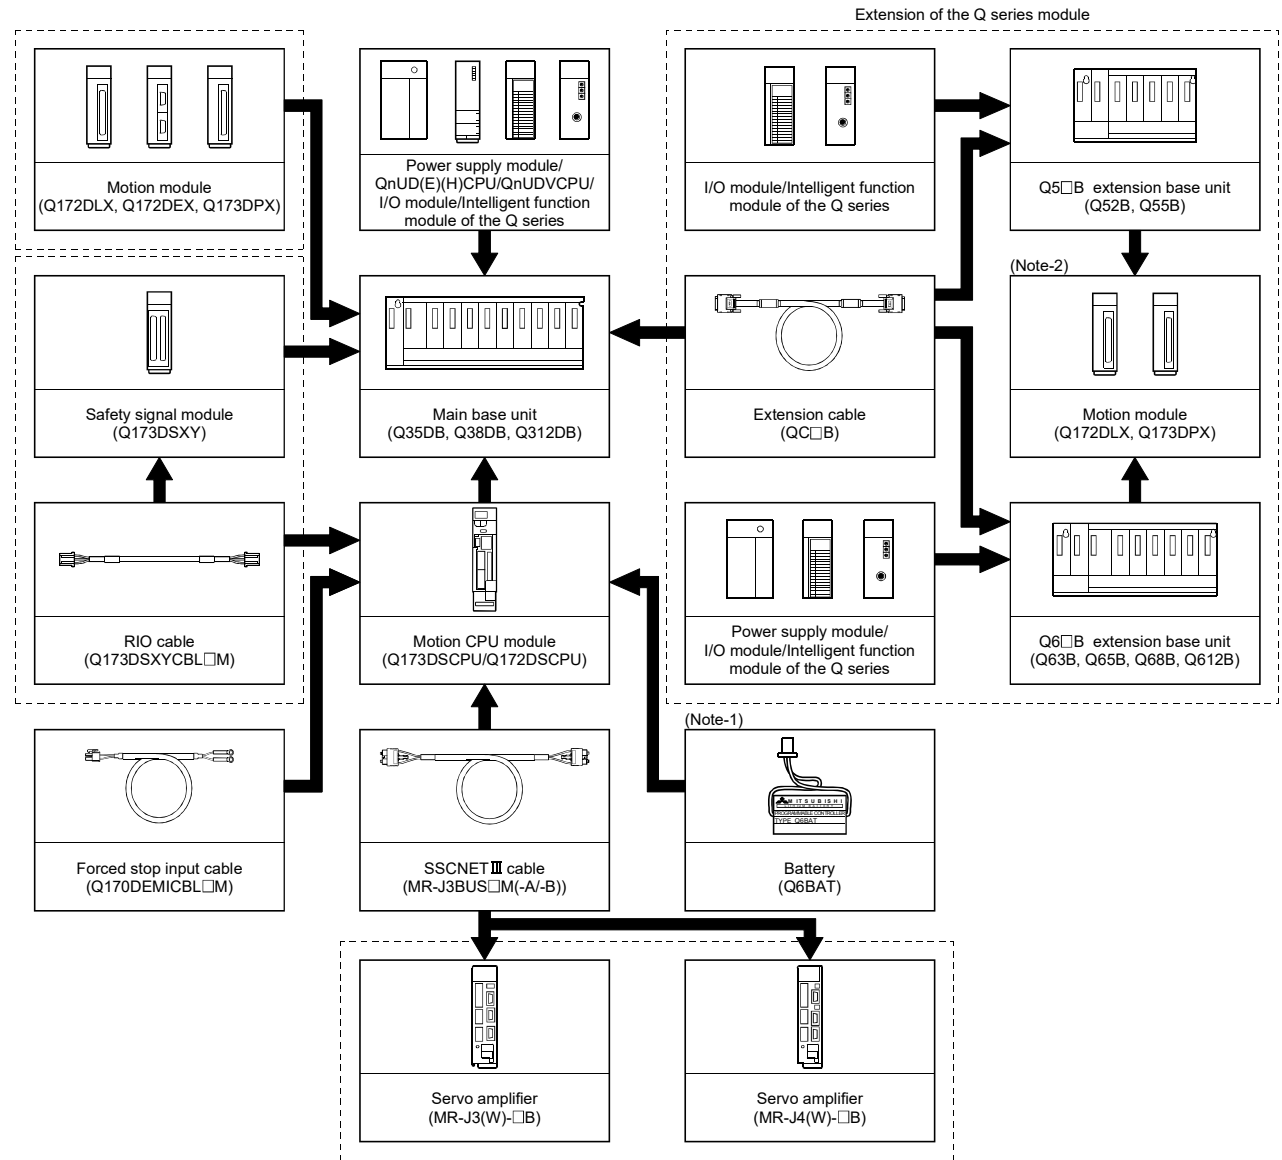 Extension of the Q series module
Motion module
(Q172DLX, Q172DEX, Q173DPX)
Power supply module/
QnUD(E)(H)CPU/QnUDVCPU/
I/O module/Intelligent function
module of the Q series
I/O module/Intelligent function
module of the Q series
Q5□B extension base unit
(Q52B, Q55B)
Safety signal module
(Q173DSXY)
Main base unit
(Q35DB, Q38DB, Q312DB)
Extension cable
(QC□B)
(Note-2)
Motion module
(Q172DLX, Q173DPX)
RIO cable
(Q173DSXYCBL□M)
Motion CPU module
(Q173DSCPU/Q172DSCPU)
Power supply module/
I/O module/Intelligent function
module of the Q series
Q6□B extension base unit
(Q63B, Q65B, Q68B, Q612B)
Forced stop input cable
(Q170DEMICBL□M)
SSCNETⅢ cable
(MR-J3BUS□M(-A/-B))
(Note-1)
MITSUBISHI
PROGRAMMABLE CONTROLLER
TYPE Q6BAT
Battery
(Q6BAT)
Servo amplifier
(MR-J3(W)-□B)
Servo amplifier
(MR-J4(W)-□B)